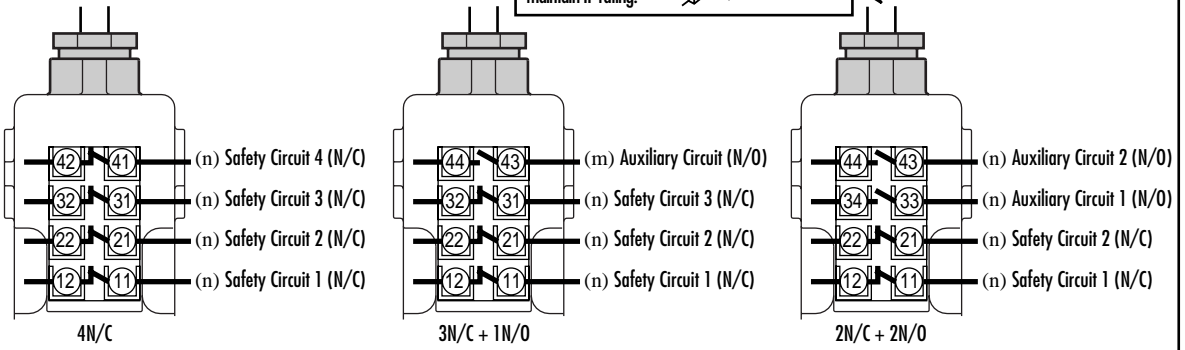 maintain IP rating.
42 41 (n) Safety Circuit 4 (N/C)
32 31 (n) Safety Circuit 3 (N/C)
22 21 (n) Safety Circuit 2 (N/C)
12 11 (n) Safety Circuit 1 (N/C)
4N/C
44 43 (m) Auxiliary Circuit (N/O)
32 31 (n) Safety Circuit 3 (N/C)
22 21 (n) Safety Circuit 2 (N/C)
12 11 (n) Safety Circuit 1 (N/C)
3N/C + 1N/O
44 43 (n) Auxiliary Circuit 2 (N/O)
34 33 (n) Auxiliary Circuit 1 (N/O)
22 21 (n) Safety Circuit 2 (N/C)
12 11 (n) Safety Circuit 1 (N/C)
2N/C + 2N/O